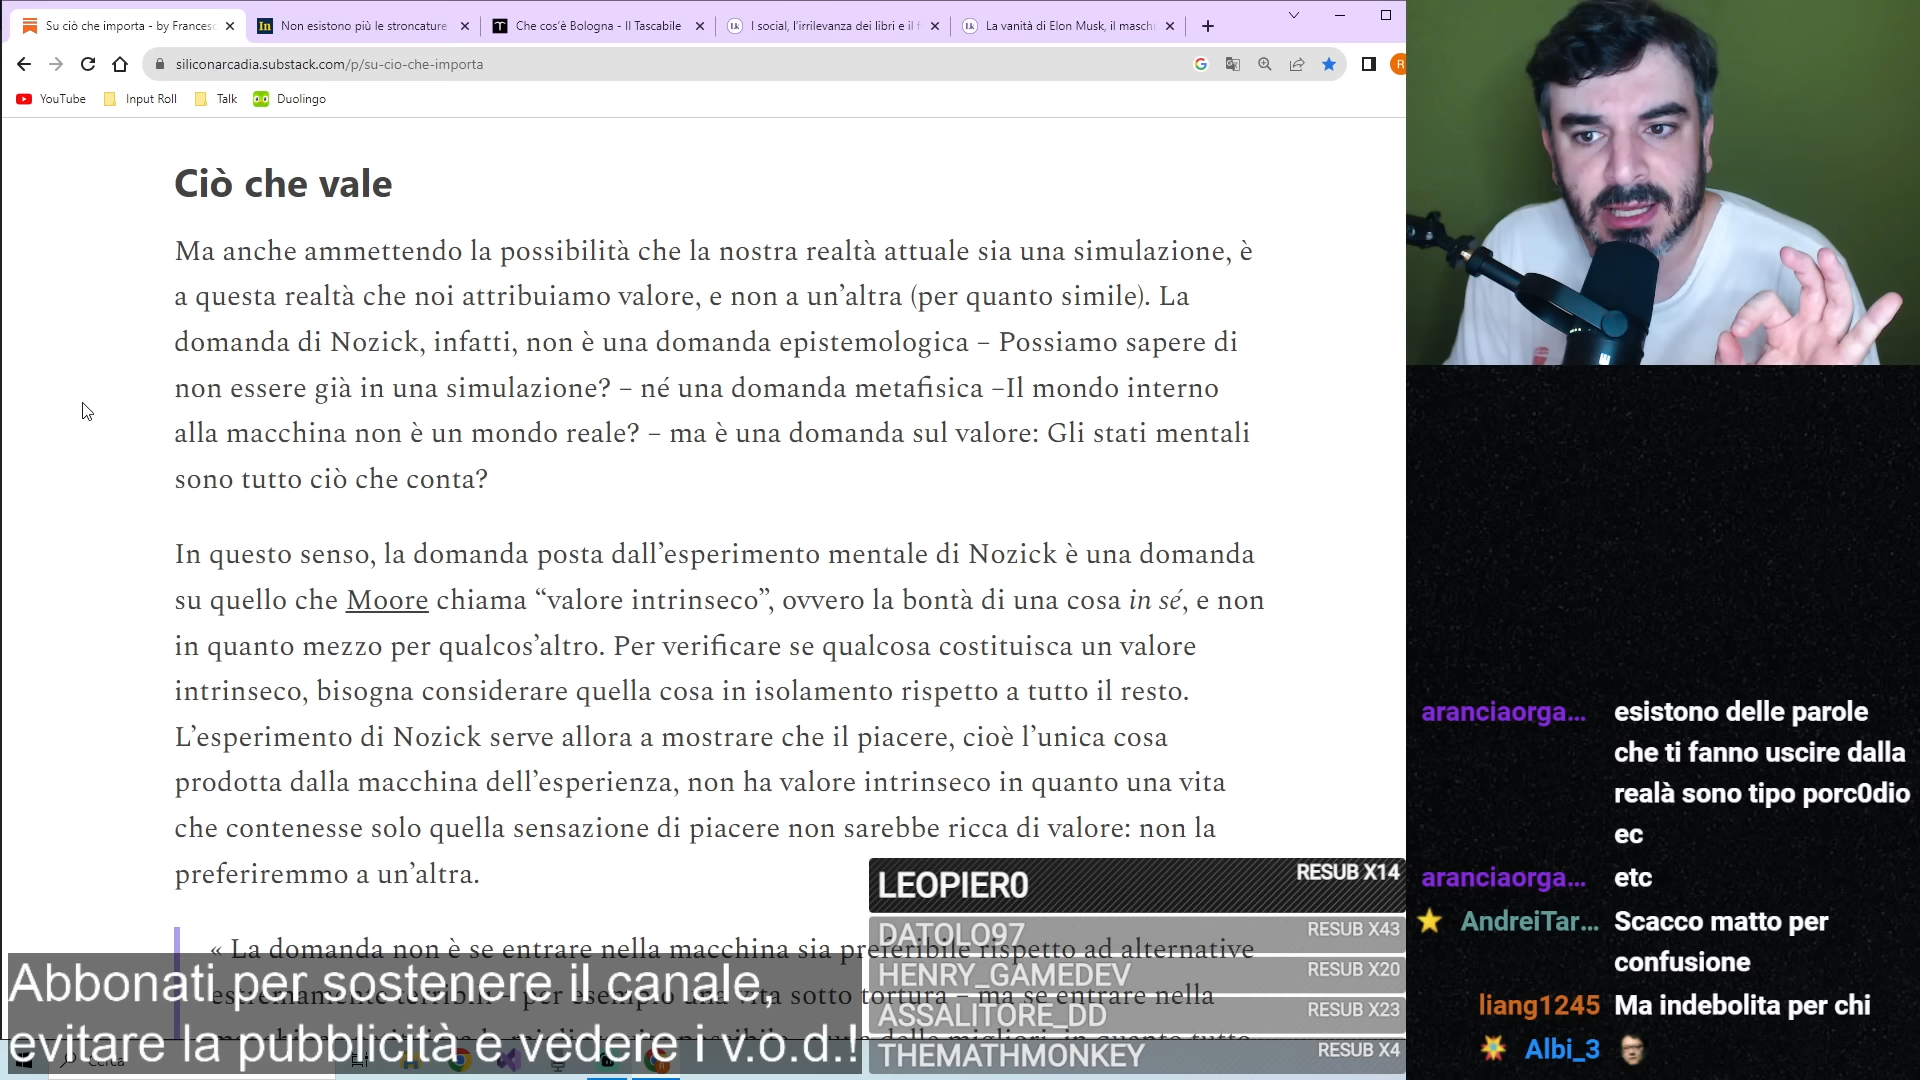 Su ciò che importa - by Francesc
Non esistono più le stroncature
Che cos'è Bologna - Il Tascabile
I social, l'irrilevanza dei libri e il f
La vanità di Elon Musk, il maschi
siliconarcadia.substack.com/p/su-cio-che-importa
YouTube
Input Roll
Talk
Duolingo
Ciò che vale
Ma anche ammettendo la possibilità che la nostra realtà attuale sia una simulazione, è
a questa realtà che noi attribuiamo valore, e non a un'altra (per quanto simile). La
domanda di Nozick, infatti, non è una domanda epistemologica – Possiamo sapere di
non essere già in una simulazione? – né una domanda metafisica –Il mondo interno
alla macchina non è un mondo reale? – ma è una domanda sul valore: Gli stati mentali
sono tutto ciò che conta?
In questo senso, la domanda posta dall'esperimento mentale di Nozick è una domanda
su quello che Moore chiama “valore intrinseco”, ovvero la bontà di una cosa in sé, e non
in quanto mezzo per qualcos'altro. Per verificare se qualcosa costituisca un valore
intrinseco, bisogna considerare quella cosa in isolamento rispetto a tutto il resto.
L'esperimento di Nozick serve allora a mostrare che il piacere, cioè l'unica cosa
prodotta dalla macchina dell'esperienza, non ha valore intrinseco in quanto una vita
che contenesse solo quella sensazione di piacere non sarebbe ricca di valore: non la
preferiremmo a un'altra.
« La domanda non è se entrare nella macchina sia preferibile rispetto ad alternative
estremamente terribili – per esempio una vita sotto tortura – ma se entrare nella
Abbonati per sostenere il canale,
evitare la pubblicità e vedere i v.o.d.!
Cerca
LEOPIER0 RESUB X14
DATOLO97 RESUB X43
HENRY_GAMEDEV RESUB X20
ASSALITORE_DD RESUB X23
THEMATHMONKEY RESUB X4
aranciaorga... esistono delle parole
che ti fanno uscire dalla
realà sono tipo porc0dio
ec
aranciaorga... etc
AndreiTar... Scacco matto per
confusione
liang1245 Ma indebolita per chi
Albi_3
R